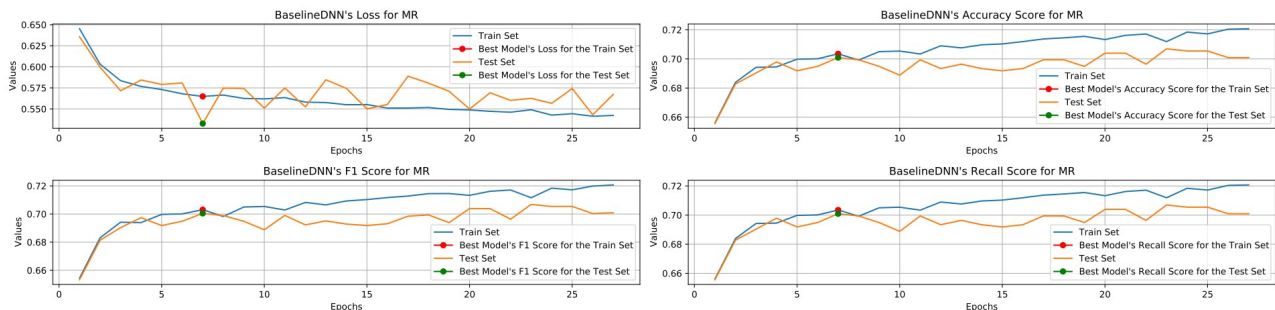 BaselineDNN's Loss for MR
0.650
0.625
0.600
0.575
0.550
Values
Train Set
Best Model's Loss for the Train Set
Test Set
Best Model's Loss for the Test Set
0 5 10 15 20 25
Epochs
BaselineDNN's Accuracy Score for MR
0.72
0.70
0.68
0.66
Values
Train Set
Best Model's Accuracy Score for the Train Set
Test Set
Best Model's Accuracy Score for the Test Set
0 5 10 15 20 25
Epochs
BaselineDNN's F1 Score for MR
0.72
0.70
0.68
0.66
Values
Train Set
Best Model's F1 Score for the Train Set
Test Set
Best Model's F1 Score for the Test Set
0 5 10 15 20 25
Epochs
BaselineDNN's Recall Score for MR
0.72
0.70
0.68
0.66
Values
Train Set
Best Model's Recall Score for the Train Set
Test Set
Best Model's Recall Score for the Test Set
0 5 10 15 20 25
Epochs